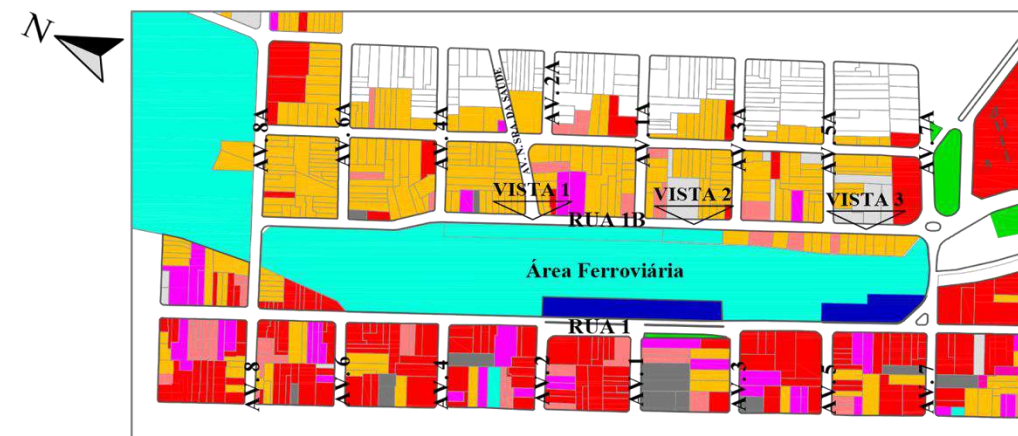 N
AV. 8A
AV. 6A
AV. 4A
AV. N. SRA DA SAÚDE
AV. 2A
AV. 1A
AV. 3A
AV. 5A
AV. 7A
VISTA 1
VISTA 2
VISTA 3
RUA 1B
Área Ferroviária
RUA 1
AV. 8
AV. 6
AV. 4
AV. 2
AV. 1
AV. 3
AV. 5
AV. 7